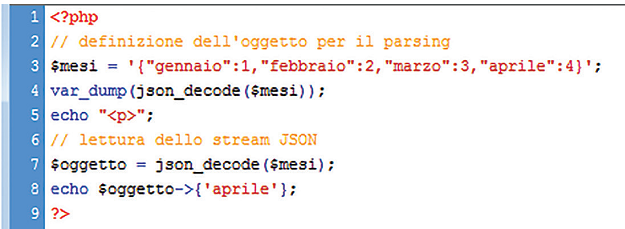 1 <?php
2 // definizione dell'oggetto per il parsing
3 $mesi = '{"gennaio":1,"febbraio":2,"marzo":3,"aprile":4}';
4 var_dump(json_decode($mesi));
5 echo "<p>";
6 // lettura dello stream JSON
7 $oggetto = json_decode($mesi);
8 echo $oggetto->{'aprile'};
9 ?>